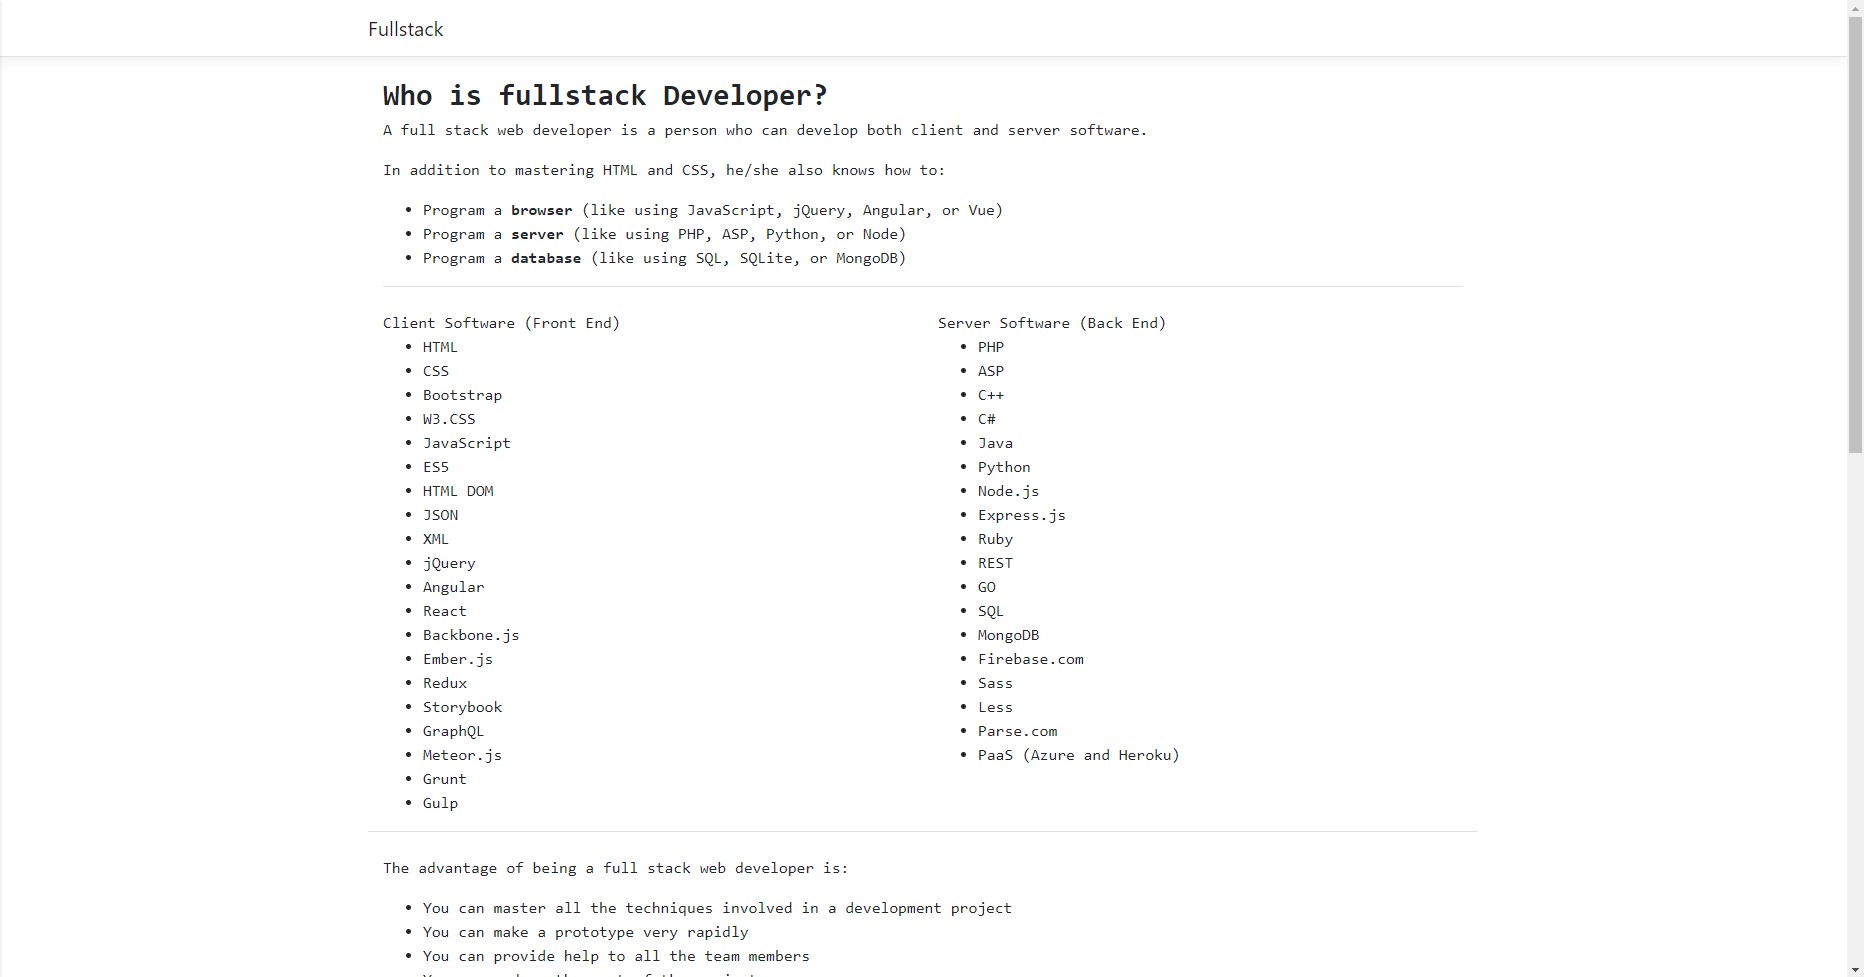 Fullstack
Who is fullstack Developer?
A full stack web developer is a person who can develop both client and server software.
In addition to mastering HTML and CSS, he/she also knows how to:
Program a browser (like using JavaScript, jQuery, Angular, or Vue)
Program a server (like using PHP, ASP, Python, or Node)
Program a database (like using SQL, SQLite, or MongoDB)
Client Software (Front End)
HTML
CSS
Bootstrap
W3.CSS
JavaScript
ES5
HTML DOM
JSON
XML
jQuery
Angular
React
Backbone.js
Ember.js
Redux
Storybook
GraphQL
Meteor.js
Grunt
Gulp
Server Software (Back End)
PHP
ASP
C++
C#
Java
Python
Node.js
Express.js
Ruby
REST
GO
SQL
MongoDB
Firebase.com
Sass
Less
Parse.com
PaaS (Azure and Heroku)
The advantage of being a full stack web developer is:
You can master all the techniques involved in a development project
You can make a prototype very rapidly
You can provide help to all the team members